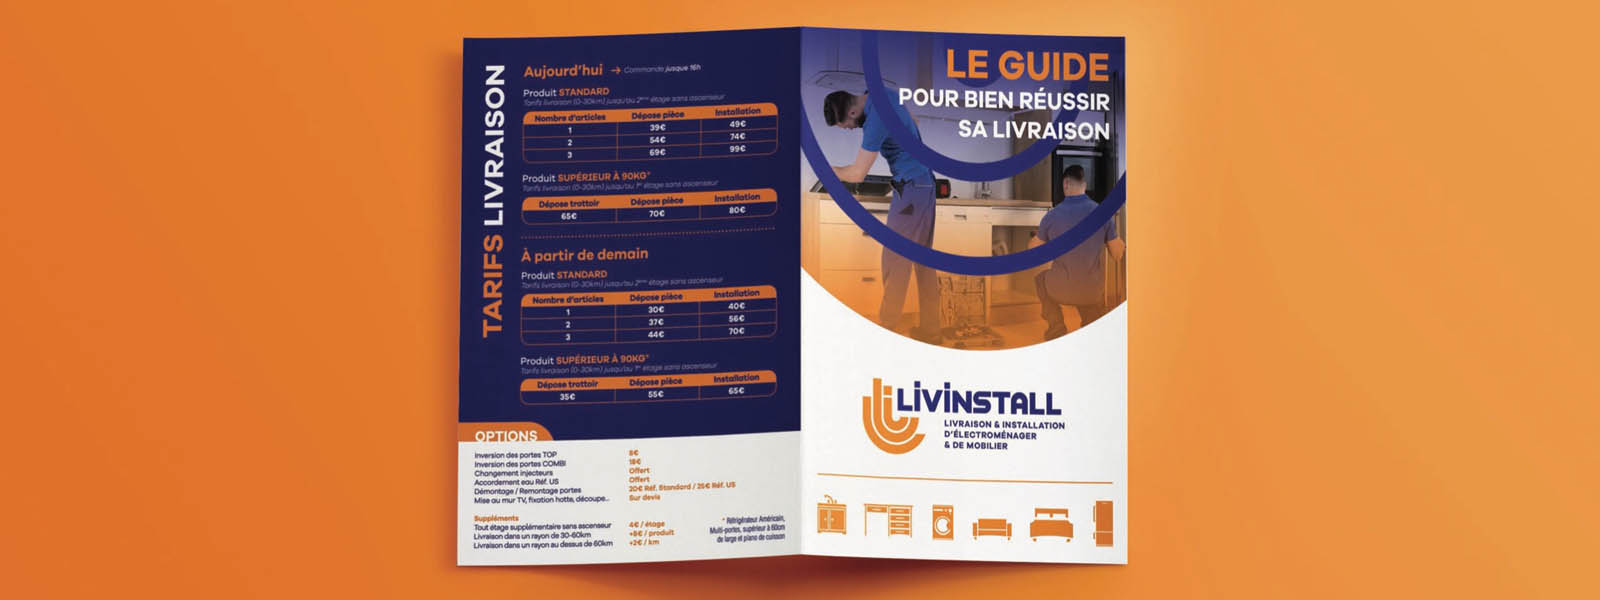 TARIFS LIVRAISON
Aujourd'hui → Commande jusque 16h
Produit STANDARD
Tarifs livraison (0-30km) jusqu'au 2ème étage sans ascenseur
Nombre d'articles Dépose pièce Installation
1 39€ 49€
2 54€ 74€
3 69€ 99€
Produit SUPÉRIEUR À 90KG*
Tarifs livraison (0-30km) jusqu'au 1er étage sans ascenseur
Dépose trottoir Dépose pièce Installation
65€ 70€ 80€
À partir de demain
Produit STANDARD
Tarifs livraison (0-30km) jusqu'au 2ème étage sans ascenseur
Nombre d'articles Dépose pièce Installation
1 30€ 40€
2 37€ 56€
3 44€ 70€
Produit SUPÉRIEUR À 90KG*
Tarifs livraison (0-30km) jusqu'au 1er étage sans ascenseur
Dépose trottoir Dépose pièce Installation
35€ 55€ 65€
OPTIONS
Inversion des portes TOP 8€
Inversion des portes COMBI 18€
Changement injecteurs Offert
Accordement eau Réf. US Offert
Démontage / Remontage portes 20€ Réf. Standard / 25€ Réf. US
Mise au mur TV, fixation hotte, découpe... Sur devis
Suppléments
Tout étage supplémentaire sans ascenseur 4€ / étage
Livraison dans un rayon de 30-60km +8€ / produit
Livraison dans un rayon au dessus de 60km +2€ / km
* Réfrigérateur Américain,
Multi-portes, supérieur à 60cm
de large et piano de cuisson
LE GUIDE
POUR BIEN RÉUSSIR
SA LIVRAISON
LIVINSTALL
LIVRAISON & INSTALLATION
D'ÉLECTROMÉNAGER
& DE MOBILIER